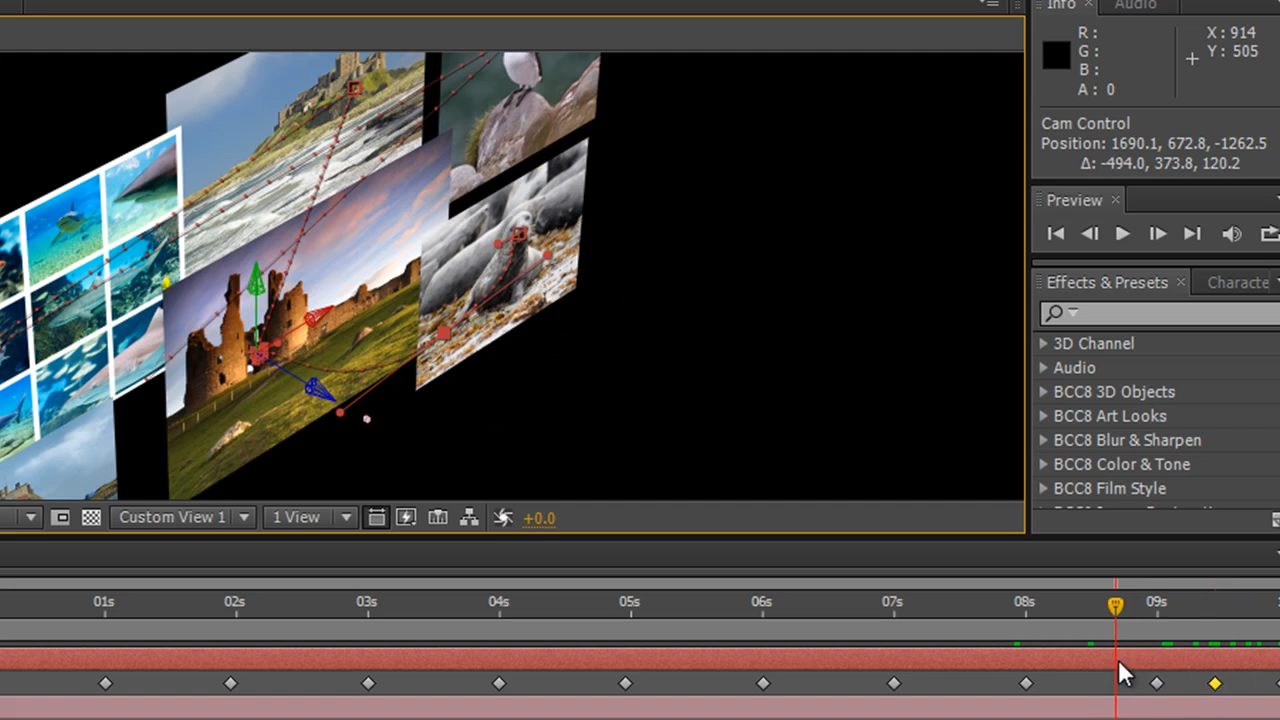 Info × Audio
R :
G :
B :
A : 0
X : 914
Y : 505
Cam Control
Position: 1690.1, 672.8, -1262.5
Δ: -494.0, 373.8, 120.2
Preview ×
Effects & Presets × Characte
3D Channel
Audio
BCC8 3D Objects
BCC8 Art Looks
BCC8 Blur & Sharpen
BCC8 Color & Tone
BCC8 Film Style
Custom View 1 1 View +0.0
01s 02s 03s 04s 05s 06s 07s 08s 09s